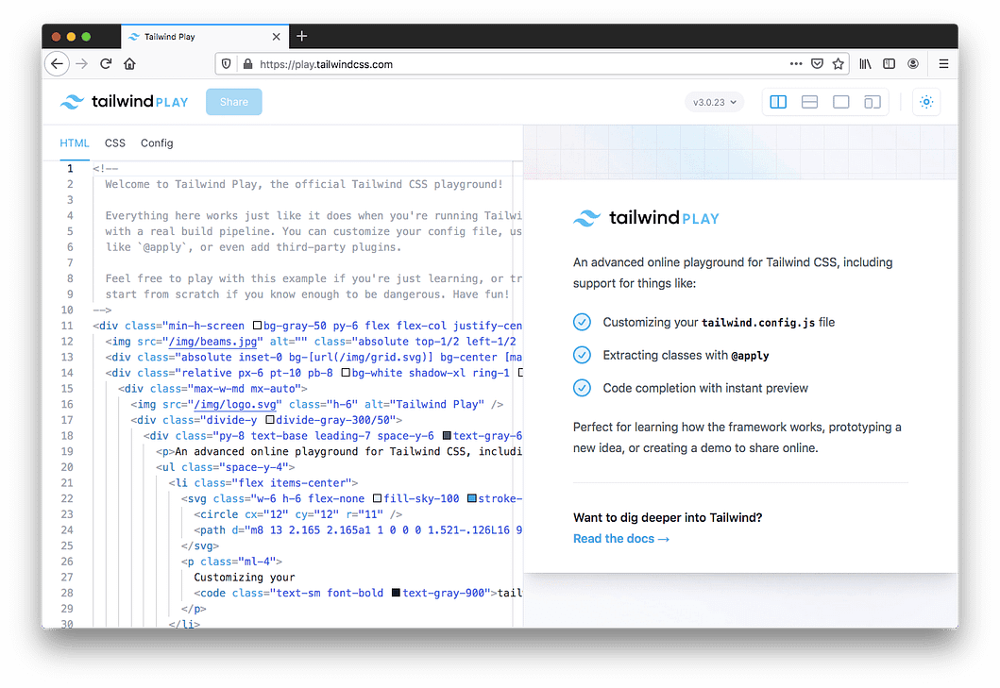 Tailwind Play
https://play.tailwindcss.com
tailwind PLAY
Share
v3.0.23
HTML CSS Config
1 <!--
2 Welcome to Tailwind Play, the official Tailwind CSS playground!
3
4 Everything here works just like it does when you're running Tailwi
5 with a real build pipeline. You can customize your config file, us
6 like `@apply`, or even add third-party plugins.
7
8 Feel free to play with this example if you're just learning, or tr
9 start from scratch if you know enough to be dangerous. Have fun!
10 -->
11 <div class="min-h-screen bg-gray-50 py-6 flex flex-col justify-cen
12 <img src="/img/beams.jpg" alt="" class="absolute top-1/2 left-1/2
13 <div class="absolute inset-0 bg-[url(/img/grid.svg)] bg-center [ma
14 <div class="relative px-6 pt-10 pb-8 bg-white shadow-xl ring-1
15 <div class="max-w-md mx-auto">
16 <img src="/img/logo.svg" class="h-6" alt="Tailwind Play" />
17 <div class="divide-y divide-gray-300/50">
18 <div class="py-8 text-base leading-7 space-y-6 text-gray-6
19 <p>An advanced online playground for Tailwind CSS, includi
20 <ul class="space-y-4">
21 <li class="flex items-center">
22 <svg class="w-6 h-6 flex-none fill-sky-100 stroke-
23 <circle cx="12" cy="12" r="11" />
24 <path d="m8 13 2.165 2.165a1 1 0 0 0 1.521-.126L16 9
25 </svg>
26 <p class="ml-4">
27 Customizing your
28 <code class="text-sm font-bold text-gray-900">tail
29 </p>
30 </li>
tailwind PLAY
An advanced online playground for Tailwind CSS, including
support for things like:
Customizing your tailwind.config.js file
Extracting classes with @apply
Code completion with instant preview
Perfect for learning how the framework works, prototyping a
new idea, or creating a demo to share online.
Want to dig deeper into Tailwind?
Read the docs →